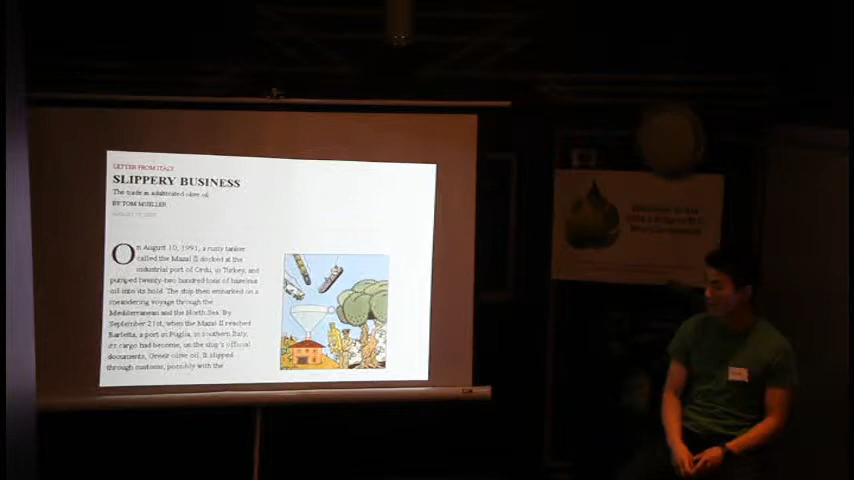 LETTER FROM ITALY
SLIPPERY BUSINESS
The trade in adulterated olive oil.
BY TOM MUELLER
AUGUST 13, 2007
On August 10, 1991, a rusty tanker
called the Mazal II docked at the
industrial port of Ordu, in Turkey, and
pumped twenty-two hundred tons of hazelnut
oil into its hold. The ship then embarked on a
meandering voyage through the
Mediterranean and the North Sea. By
September 21st, when the Mazal II reached
Barletta, a port in Puglia, in southern Italy,
its cargo had become, on the ship's official
documents, Greek olive oil. It slipped
through customs, possibly with the